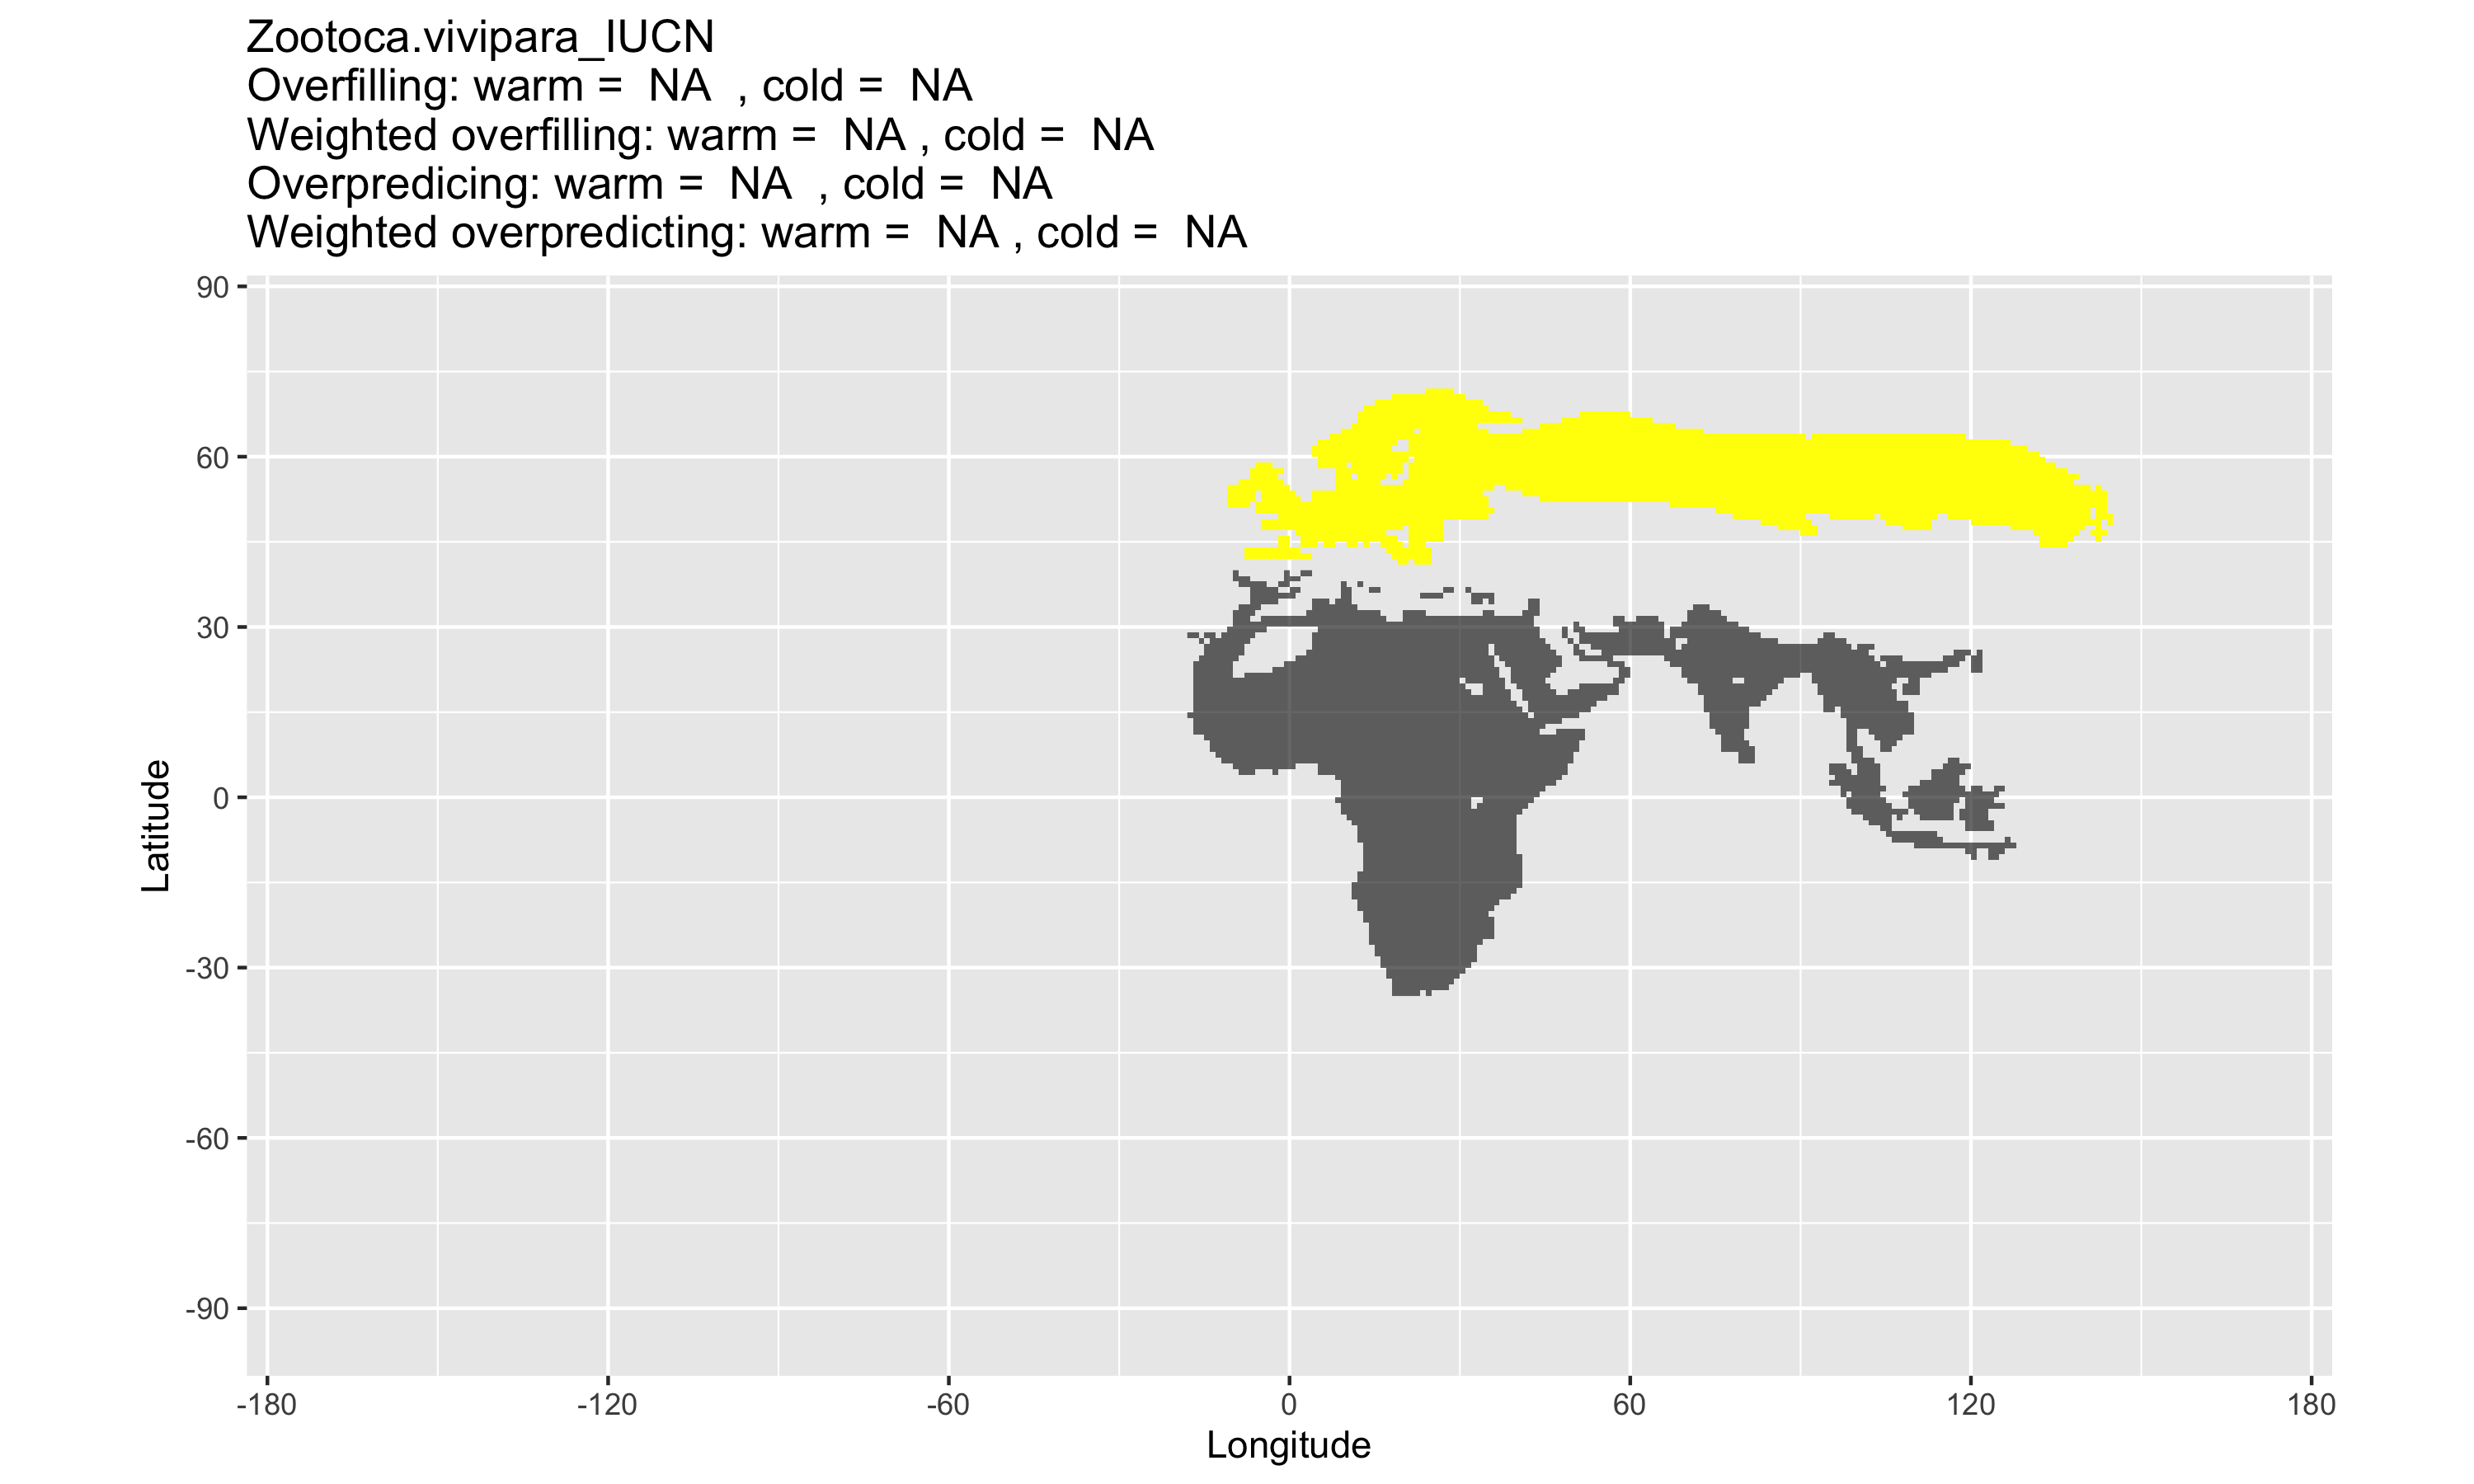 Zootoca.vivipara_IUCN
Overfilling: warm =  NA  , cold =  NA
Weighted overfilling: warm =  NA , cold =  NA
Overpredicing: warm =  NA  , cold =  NA
Weighted overpredicting: warm =  NA , cold =  NA
90
60
30
0
-30
-60
-90
Latitude
-180 -120 -60 0 60 120 180
Longitude